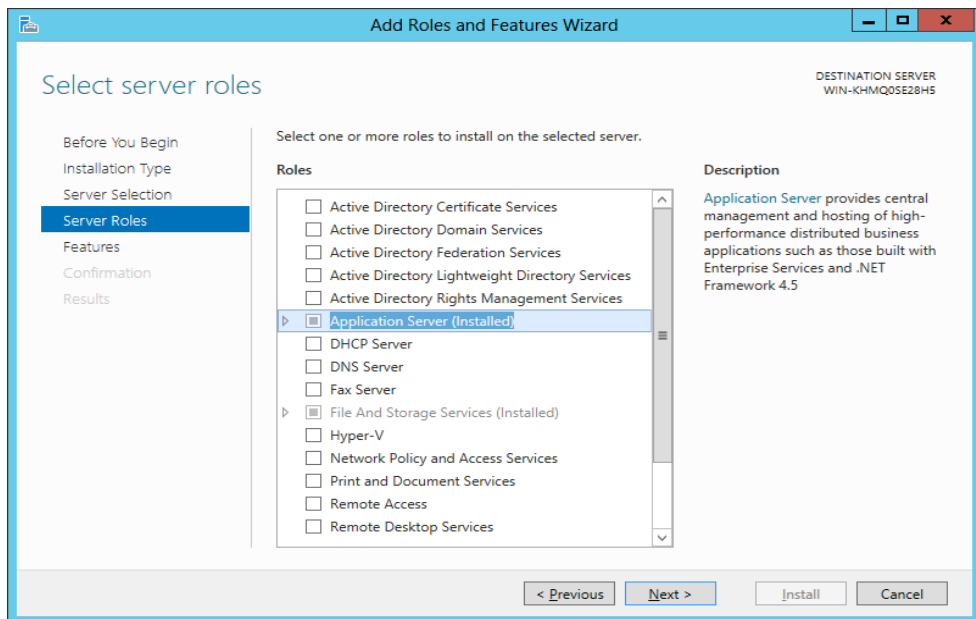 Add Roles and Features Wizard
Select server roles
DESTINATION SERVER
WIN-KHMQ0SE28H5
Before You Begin
Installation Type
Server Selection
Server Roles
Features
Confirmation
Results
Select one or more roles to install on the selected server.
Roles
Active Directory Certificate Services
Active Directory Domain Services
Active Directory Federation Services
Active Directory Lightweight Directory Services
Active Directory Rights Management Services
Application Server (Installed)
DHCP Server
DNS Server
Fax Server
File And Storage Services (Installed)
Hyper-V
Network Policy and Access Services
Print and Document Services
Remote Access
Remote Desktop Services
Description
Application Server provides central
management and hosting of high-
performance distributed business
applications such as those built with
Enterprise Services and .NET
Framework 4.5
< Previous
Next >
Install
Cancel